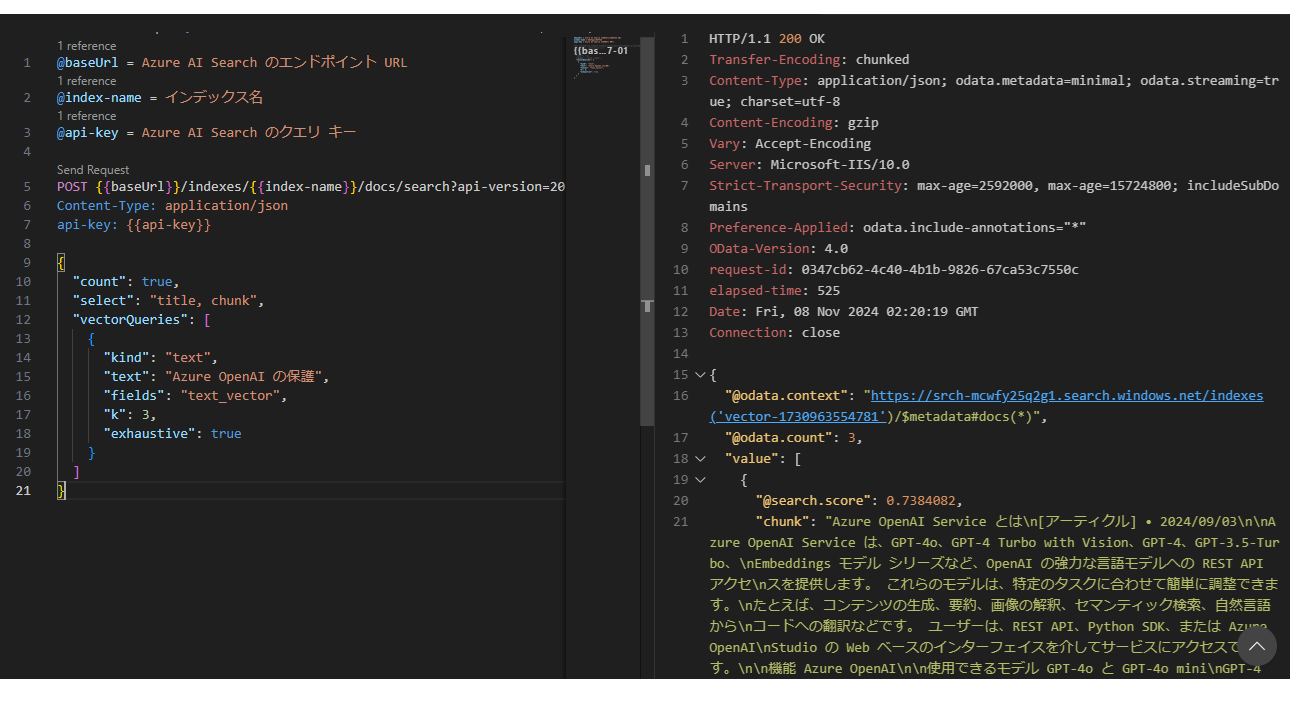 1 reference
1 @baseUrl = Azure AI Search のエンドポイント URL
1 reference
2 @index-name = インデックス名
1 reference
3 @api-key = Azure AI Search のクエリ キー
4
Send Request
5 POST {{baseUrl}}/indexes/{{index-name}}/docs/search?api-version=20
6 Content-Type: application/json
7 api-key: {{api-key}}
8
9 {
10 "count": true,
11 "select": "title, chunk",
12 "vectorQueries": [
13 {
14 "kind": "text",
15 "text": "Azure OpenAI の保護",
16 "fields": "text_vector",
17 "k": 3,
18 "exhaustive": true
19 }
20 ]
21 }
{{bas…7-01
1 HTTP/1.1 200 OK
2 Transfer-Encoding: chunked
3 Content-Type: application/json; odata.metadata=minimal; odata.streaming=tr
ue; charset=utf-8
4 Content-Encoding: gzip
5 Vary: Accept-Encoding
6 Server: Microsoft-IIS/10.0
7 Strict-Transport-Security: max-age=2592000, max-age=15724800; includeSubDo
mains
8 Preference-Applied: odata.include-annotations="*"
9 OData-Version: 4.0
10 request-id: 0347cb62-4c40-4b1b-9826-67ca53c7550c
11 elapsed-time: 525
12 Date: Fri, 08 Nov 2024 02:20:19 GMT
13 Connection: close
14
15 {
16 "@odata.context": "https://srch-mcwfy25q2g1.search.windows.net/indexes
('vector-1730963554781')/$metadata#docs(*)",
17 "@odata.count": 3,
18 "value": [
19 {
20 "@search.score": 0.7384082,
21 "chunk": "Azure OpenAI Service とは\n[アーティクル] • 2024/09/03\n\nA
zure OpenAI Service は、GPT-4o、GPT-4 Turbo with Vision、GPT-4、GPT-3.5-Tur
bo、\nEmbeddings モデル シリーズなど、OpenAI の強力な言語モデルへの REST API
アクセ\nスを提供します。 これらのモデルは、特定のタスクに合わせて簡単に調整できま
す。\nたとえば、コンテンツの生成、要約、画像の解釈、セマンティック検索、自然言語
から\nコードへの翻訳などです。 ユーザーは、REST API、Python SDK、または Azure
OpenAI\nStudio の Web ベースのインターフェイスを介してサービスにアクセスで
す。\n\n機能 Azure OpenAI\n\n使用できるモデル GPT-4o と GPT-4o mini\nGPT-4